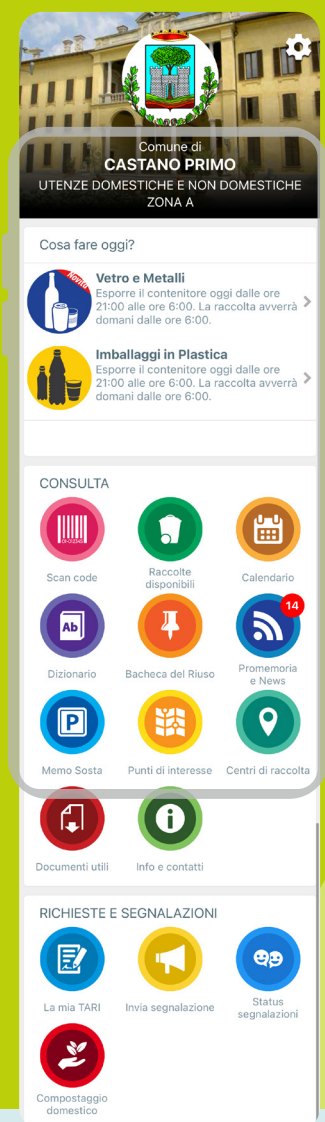 Comune di
CASTANO PRIMO
UTENZE DOMESTICHE E NON DOMESTICHE
ZONA A
Cosa fare oggi?
Novità
Vetro e Metalli
Esporre il contenitore oggi dalle ore
21:00 alle ore 6:00. La raccolta avverrà
domani dalle ore 6:00.
Imballaggi in Plastica
Esporre il contenitore oggi dalle ore
21:00 alle ore 6:00. La raccolta avverrà
domani dalle ore 6:00.
CONSULTA
Scan code
Raccolte
disponibili
Calendario
Ab
14
Dizionario
Bacheca del Riuso
Promemoria
e News
P
Memo Sosta
Punti di interesse
Centri di raccolta
Documenti utili
Info e contatti
RICHIESTE E SEGNALAZIONI
La mia TARI
Invia segnalazione
Status
segnalazioni
Compostaggio
domestico